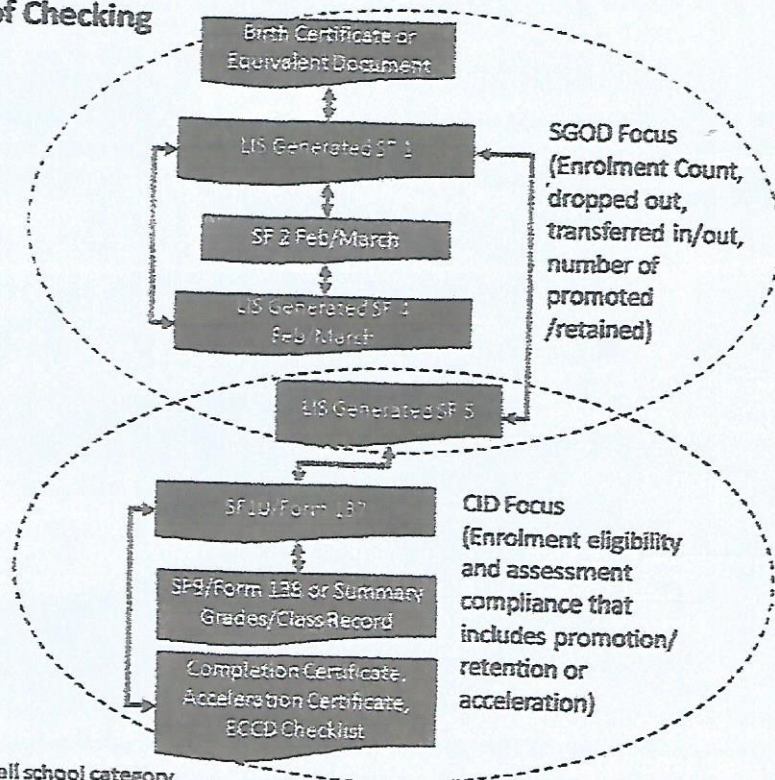 of Checking
Birth Certificate or
Equivalent Document
LIS Generated SF 1
SF 2 Feb/March
LIS Generated SF 4
Feb/March
SGOD Focus
(Enrolment Count,
dropped out,
transferred in/out,
number of
promoted
/retained)
LIS Generated SF 5
SF10/Form 137
SF9/Form 138 or Summary
Grades/Class Record
Completion Certificate,
Acceleration Certificate,
ECCD Checklist
CID Focus
(Enrolment eligibility
and assessment
compliance that
includes promotion/
retention or
acceleration)
all school category